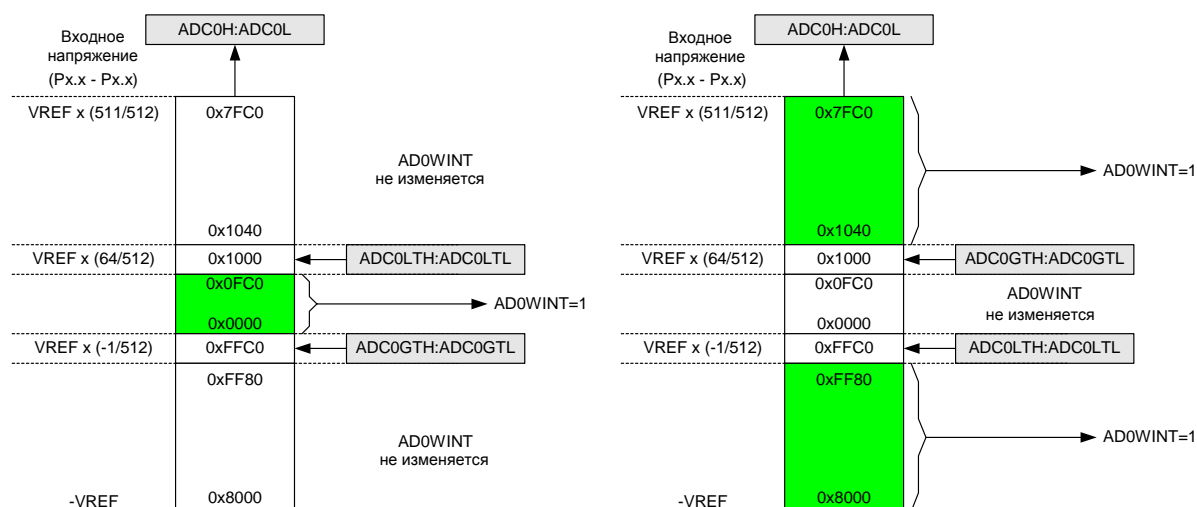 ADC0H:ADC0L
Входное
напряжение
(Px.x - Px.x)
VREF x (511/512)
0x7FC0
AD0WINT
не изменяется
0x1040
VREF x (64/512)
0x1000
ADC0LTH:ADC0LTL
0x0FC0
AD0WINT=1
0x0000
VREF x (-1/512)
0xFFC0
ADC0GTH:ADC0GTL
0xFF80
AD0WINT
не изменяется
-VREF
0x8000
ADC0H:ADC0L
Входное
напряжение
(Px.x - Px.x)
VREF x (511/512)
0x7FC0
AD0WINT=1
0x1040
VREF x (64/512)
0x1000
ADC0GTH:ADC0GTL
0x0FC0
AD0WINT
не изменяется
0x0000
VREF x (-1/512)
0xFFC0
ADC0LTH:ADC0LTL
0xFF80
AD0WINT=1
-VREF
0x8000